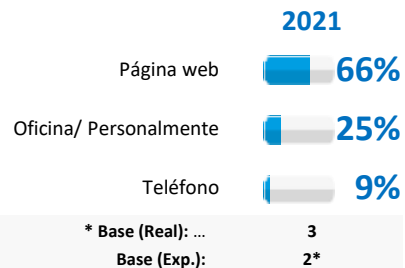 2021
Página web 66%
Oficina/ Personalmente 25%
Teléfono 9%
* Base (Real): ... 3
Base (Exp.): 2*